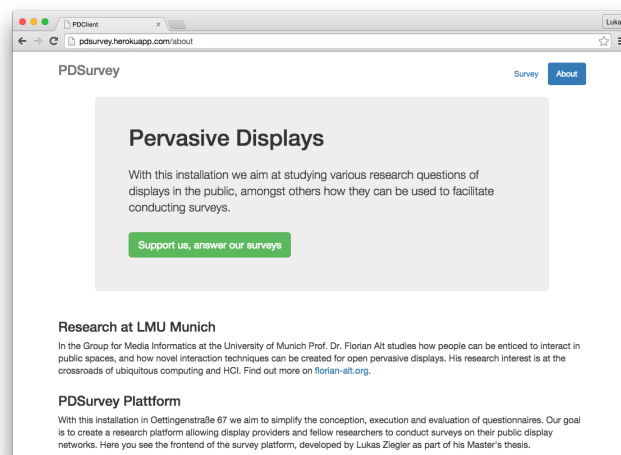 PDClient
Luka
pdsurvey.herokuapp.com/about
PDSurvey
Survey
About
Pervasive Displays
With this installation we aim at studying various research questions of
displays in the public, amongst others how they can be used to facilitate
conducting surveys.
Support us, answer our surveys
Research at LMU Munich
In the Group for Media Informatics at the University of Munich Prof. Dr. Florian Alt studies how people can be enticed to interact in
public spaces, and how novel interaction techniques can be created for open pervasive displays. His research interest is at the
crossroads of ubiquitous computing and HCI. Find out more on florian-alt.org.
PDSurvey Plattform
With this installation in Oettingenstraße 67 we aim to simplify the conception, execution and evaluation of questionnaires. Our goal
is to create a research platform allowing display providers and fellow researchers to conduct surveys on their public display
networks. Here you see the frontend of the survey platform, developed by Lukas Ziegler as part of his Master's thesis.